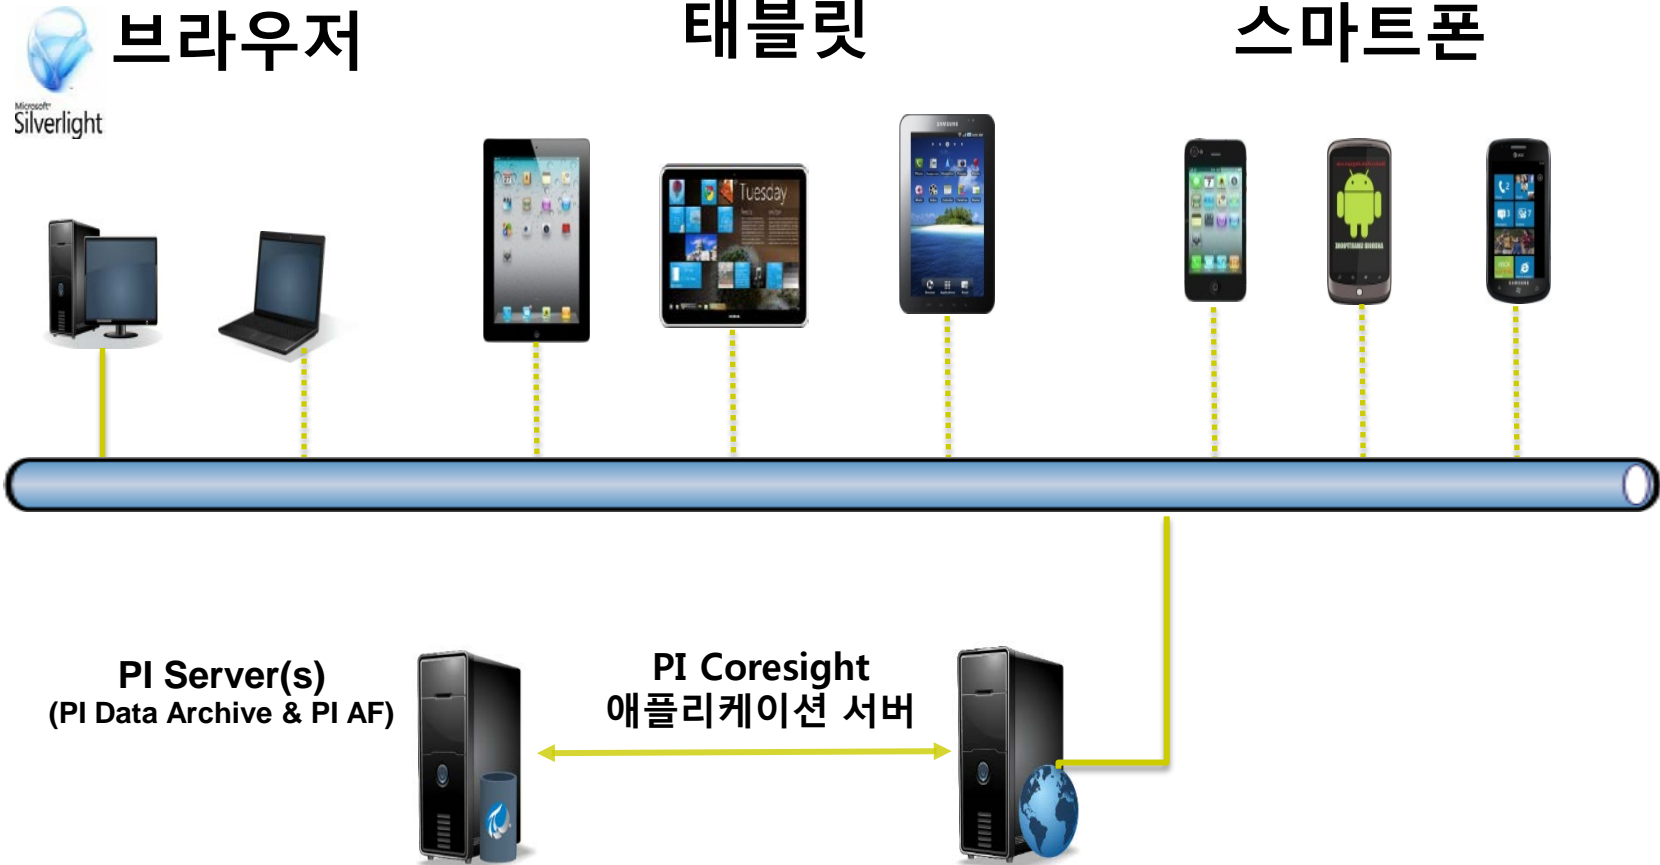 브라우저
태블릿
스마트폰
Microsoft®
Silverlight
SAMSUNG
Tuesday
PI Server(s)
(PI Data Archive & PI AF)
PI Coresight
애플리케이션 서버